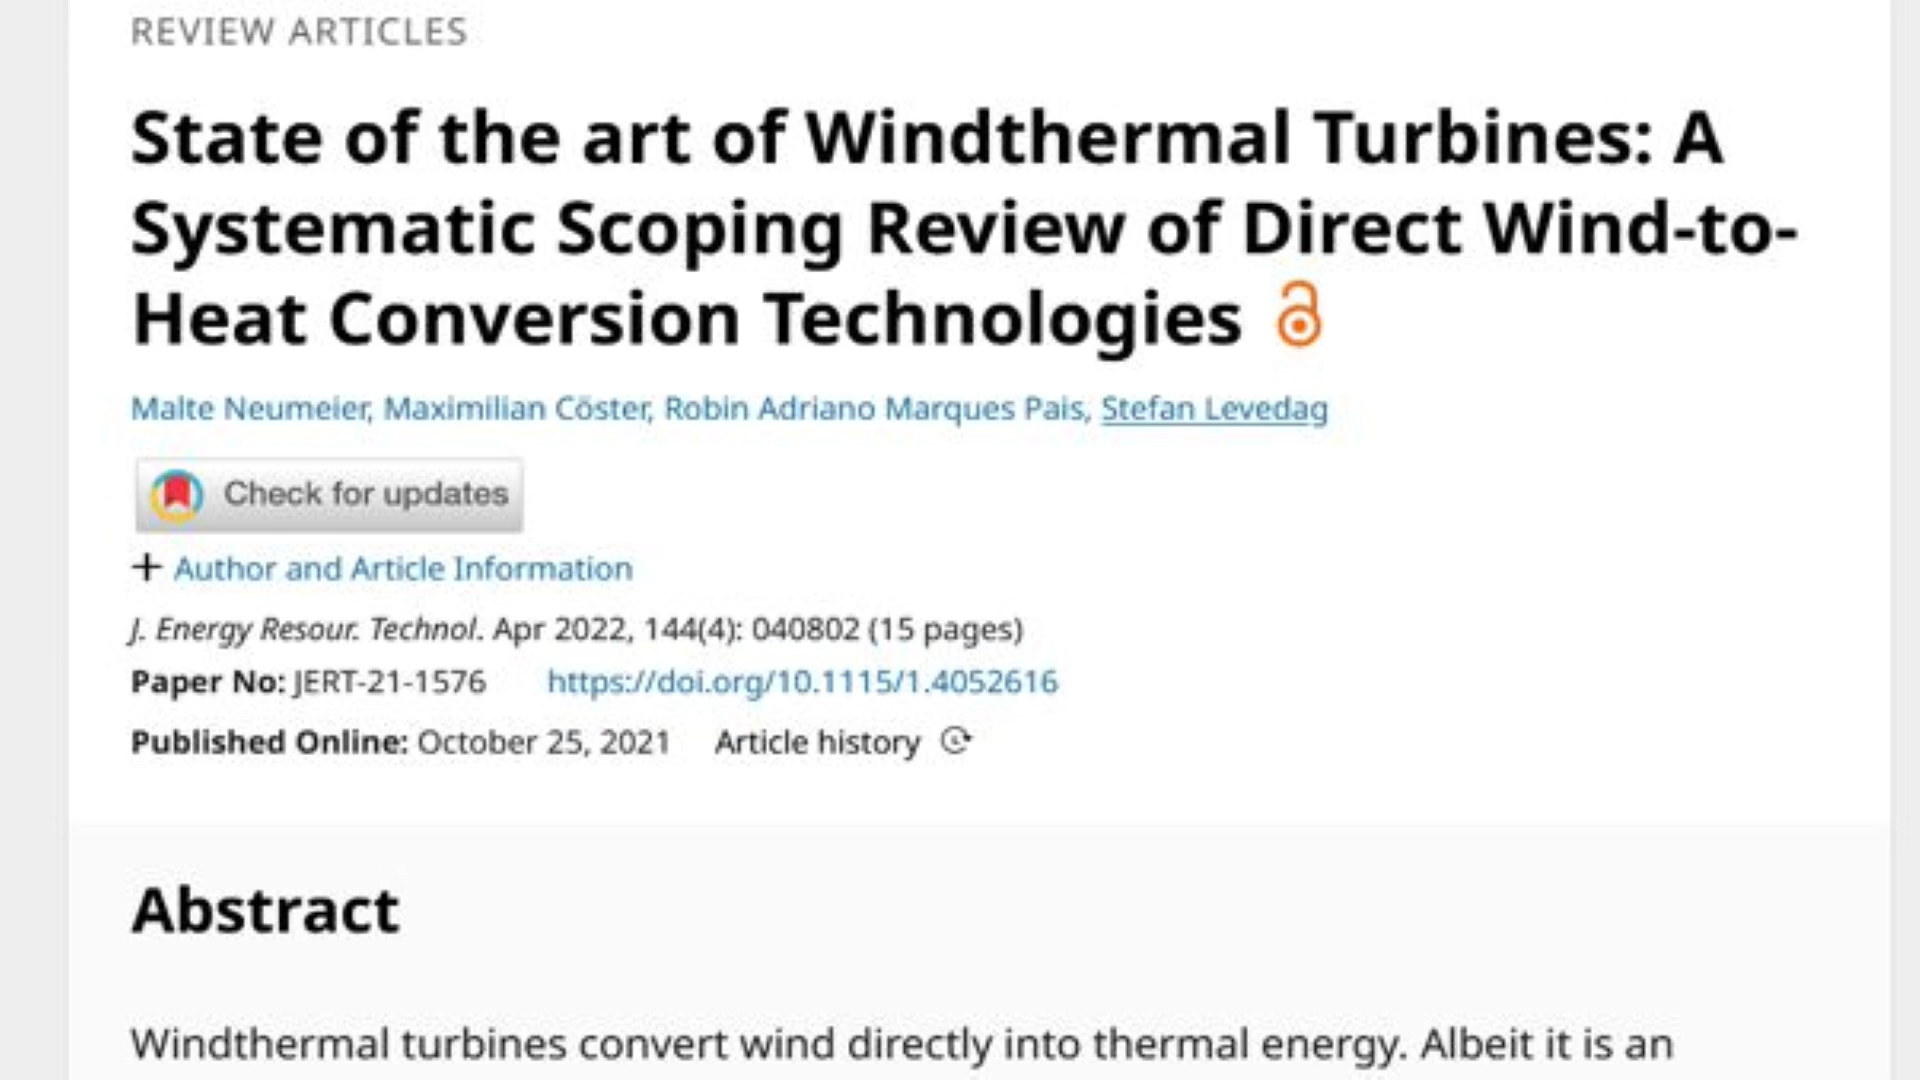 REVIEW ARTICLES
State of the art of Windthermal Turbines: A
Systematic Scoping Review of Direct Wind-to-
Heat Conversion Technologies
Malte Neumeier, Maximilian Cöster, Robin Adriano Marques Pais, Stefan Levedag
Check for updates
+ Author and Article Information
J. Energy Resour. Technol. Apr 2022, 144(4): 040802 (15 pages)
Paper No: JERT-21-1576 https://doi.org/10.1115/1.4052616
Published Online: October 25, 2021 Article history
Abstract
Windthermal turbines convert wind directly into thermal energy. Albeit it is an